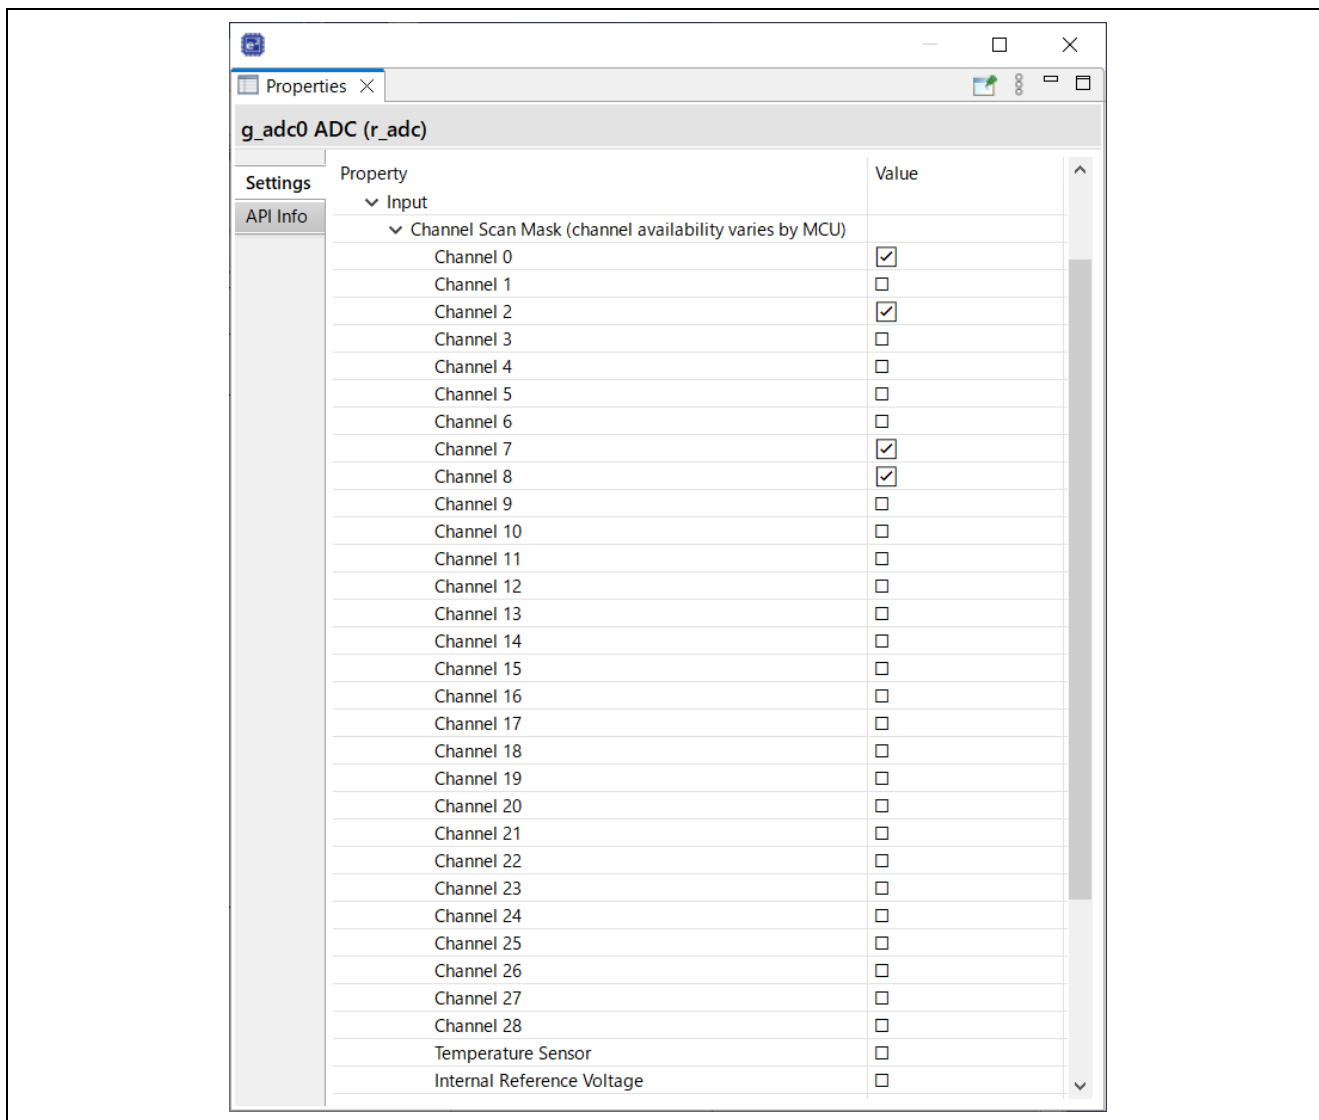 Properties
g_adc0 ADC (r_adc)
Settings
API Info
Property Value
Input
Channel Scan Mask (channel availability varies by MCU)
Channel 0
Channel 1
Channel 2
Channel 3
Channel 4
Channel 5
Channel 6
Channel 7
Channel 8
Channel 9
Channel 10
Channel 11
Channel 12
Channel 13
Channel 14
Channel 15
Channel 16
Channel 17
Channel 18
Channel 19
Channel 20
Channel 21
Channel 22
Channel 23
Channel 24
Channel 25
Channel 26
Channel 27
Channel 28
Temperature Sensor
Internal Reference Voltage